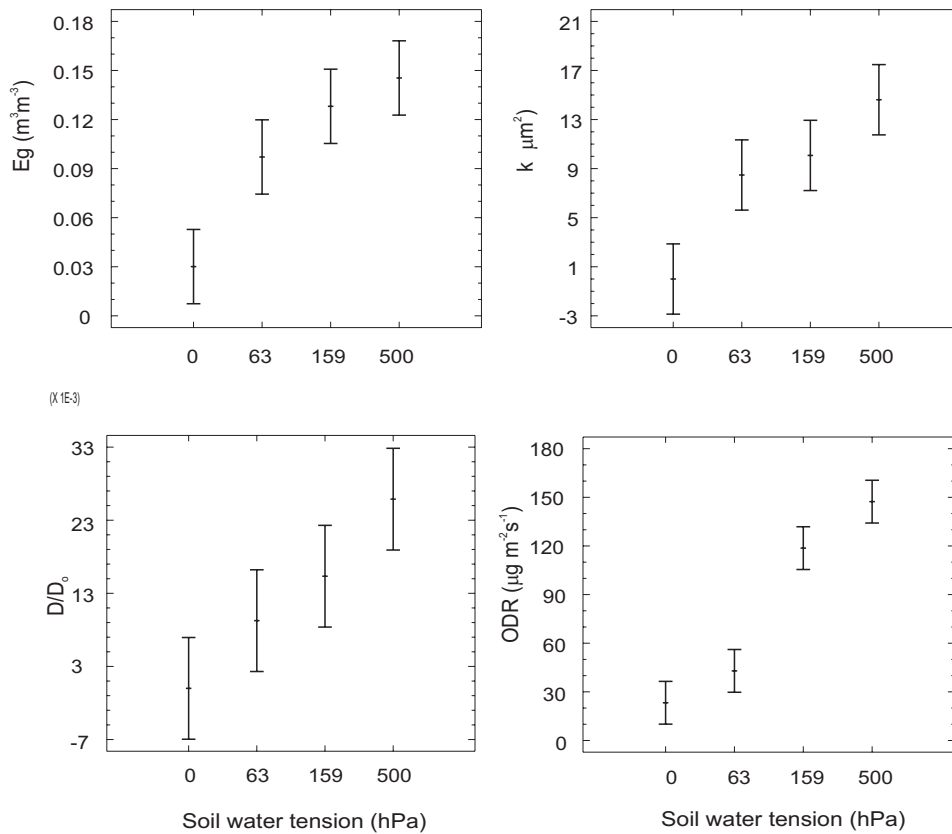 0.18
0.15
0.12
0.09
0.06
0.03
0
Eg (m³m⁻³)
0 63 159 500
21
17
13
9
5
1
-3
k μm²
0 63 159 500
(X 1E-3)
33
23
13
3
-7
D/Dₒ
0 63 159 500
Soil water tension (hPa)
180
150
120
90
60
30
0
ODR (μg m⁻²s⁻¹)
0 63 159 500
Soil water tension (hPa)